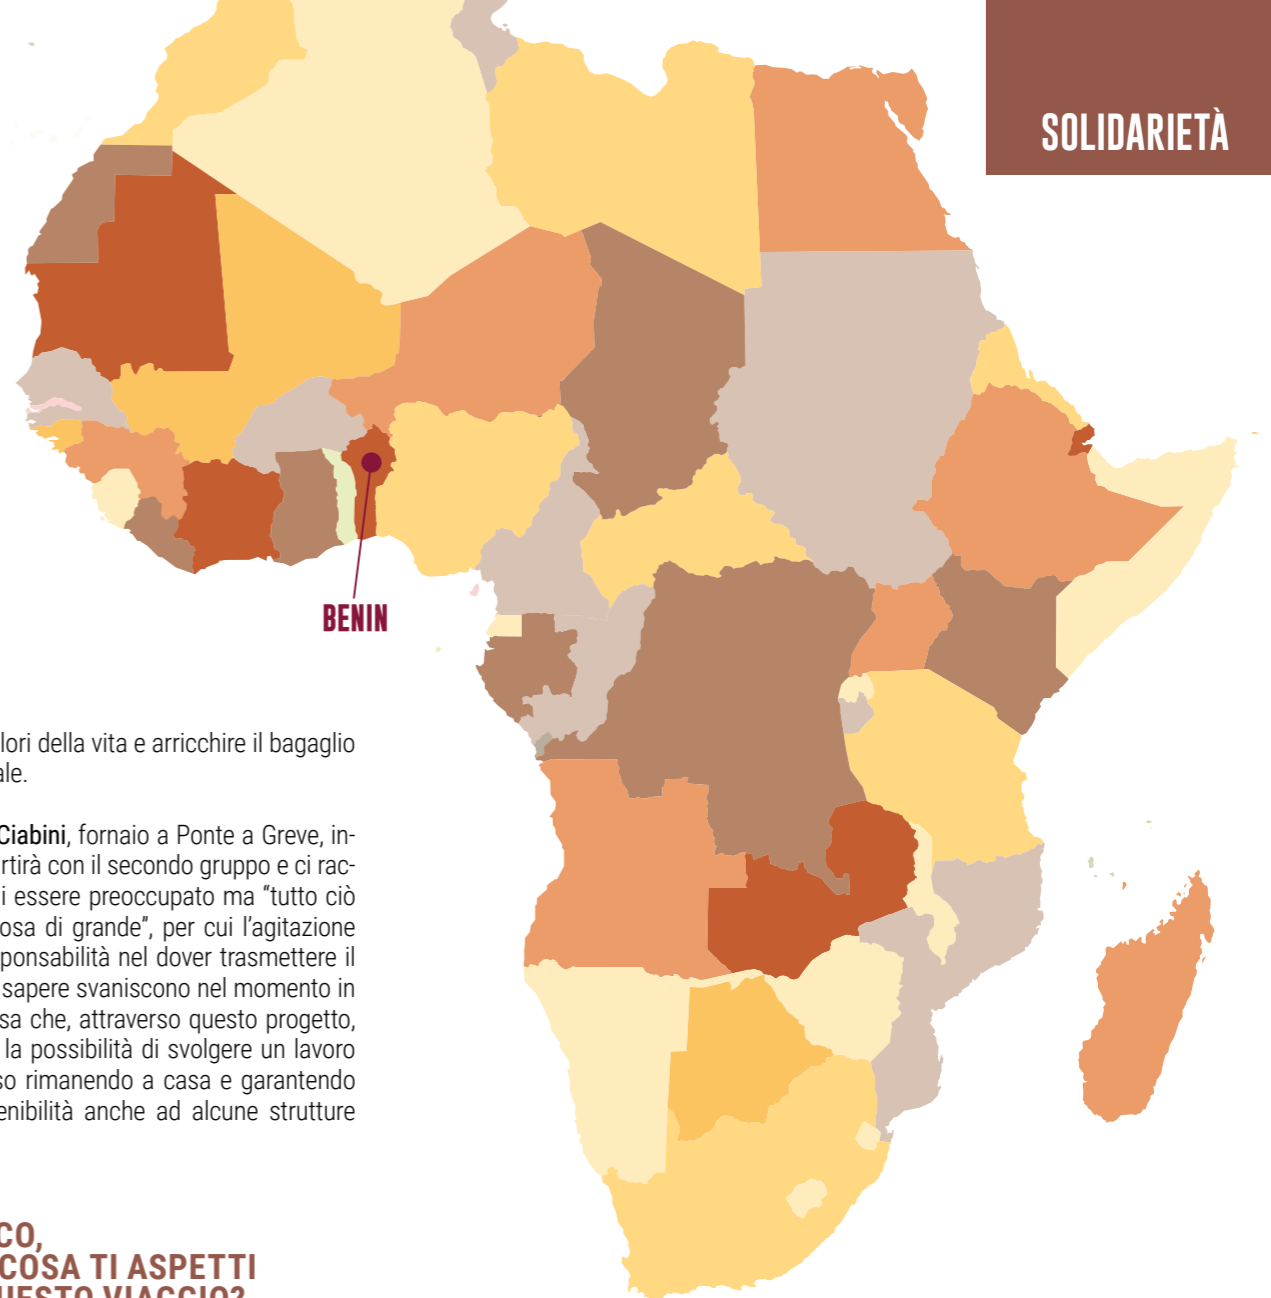 SOLIDARIETÀ
BENIN
lori della vita e arricchire il bagaglio
ale.
Ciabini, fornaio a Ponte a Greve, in-
rtirà con il secondo gruppo e ci rac-
i essere preoccupato ma “tutto ciò
osa di grande”, per cui l’agitazione
ponsabilità nel dover trasmettere il
sapere svaniscono nel momento in
sa che, attraverso questo progetto,
la possibilità di svolgere un lavoro
so rimanendo a casa e garantendo
enibilità anche ad alcune strutture
CO,
COSA TI ASPETTI
UESTO VIAGGIO?